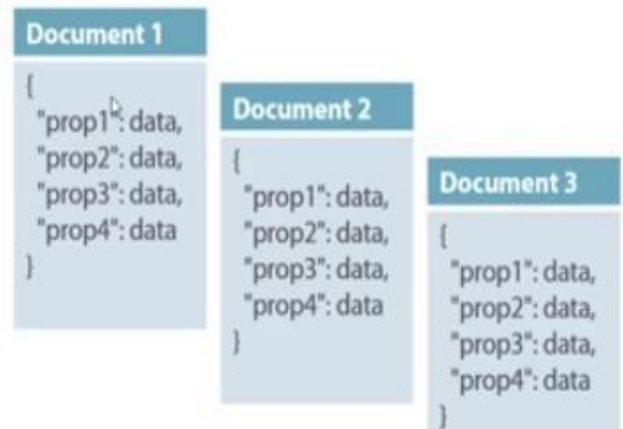 Document 1
{
"prop1": data,
"prop2": data,
"prop3": data,
"prop4": data
}
Document 2
{
"prop1": data,
"prop2": data,
"prop3": data,
"prop4": data
}
Document 3
{
"prop1": data,
"prop2": data,
"prop3": data,
"prop4": data
}